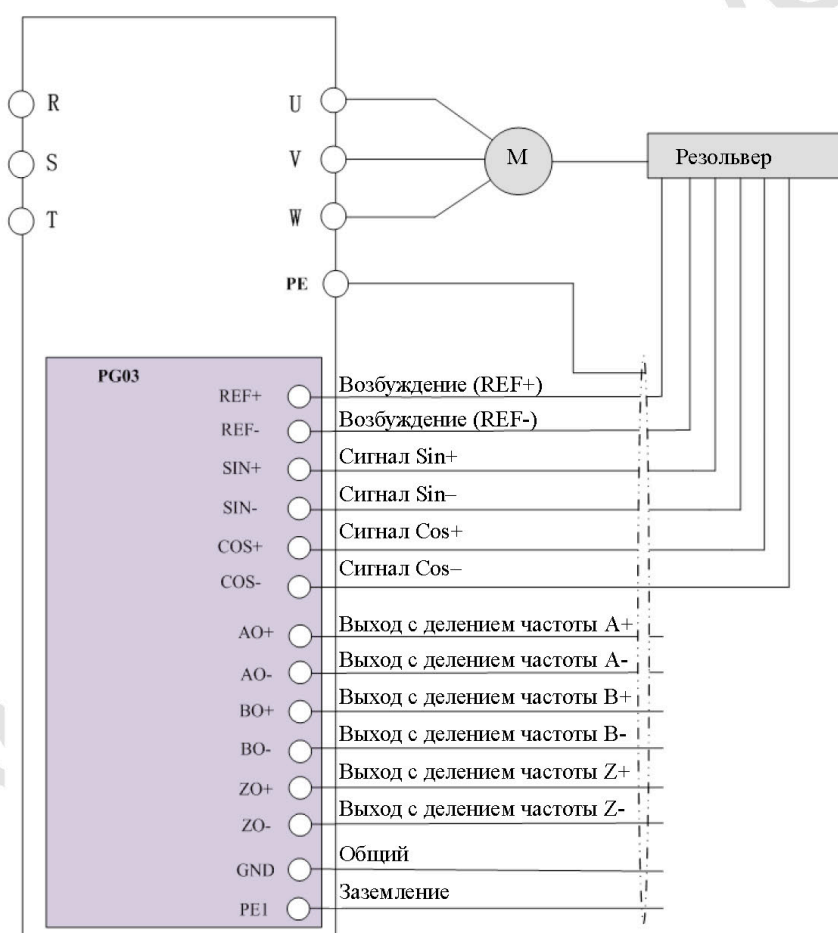 R
U
S
V
M
Резольвер
T
W
PE
PG03
REF+ Возбуждение (REF+)
REF- Возбуждение (REF-)
SIN+ Сигнал Sin+
SIN- Сигнал Sin–
COS+ Сигнал Cos+
COS- Сигнал Cos–
AO+ Выход с делением частоты A+
AO- Выход с делением частоты A-
BO+ Выход с делением частоты B+
BO- Выход с делением частоты B-
ZO+ Выход с делением частоты Z+
ZO- Выход с делением частоты Z-
GND Общий
PE1 Заземление